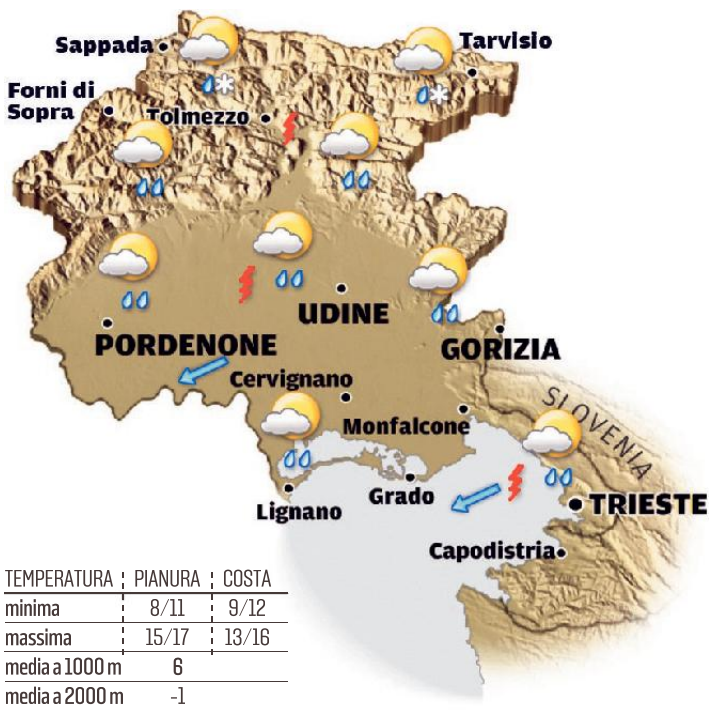 Sappada
Tarvisio
Forni di
Sopra
Tolmezzo
UDINE
PORDENONE
GORIZIA
Cervignano
SLOVENIA
Monfalcone
Grado
Lignano
TRIESTE
Capodistria
TEMPERATURA PIANURA COSTA
minima 8/11 9/12
massima 15/17 13/16
media a 1000 m 6
media a 2000 m -1